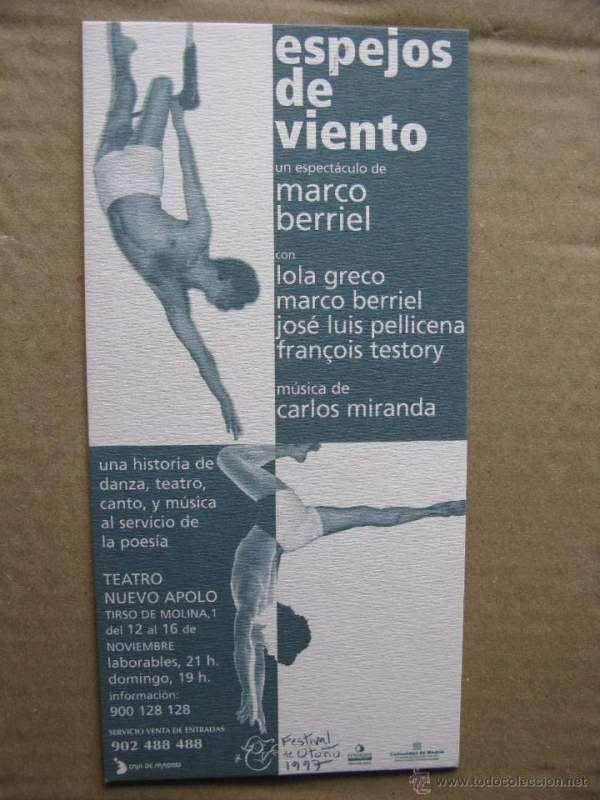 espejos
de
viento
un espectáculo de
marco
berriel
con
lola greco
marco berriel
josé luis pellicena
françois testory
música de
carlos miranda
una historia de
danza, teatro,
canto, y música
al servicio de
la poesía
TEATRO
NUEVO APOLO
TIRSO DE MOLINA,1
del 12 al 16 de
NOVIEMBRE
laborables, 21 h.
domingo, 19 h.
información:
900 128 128
SERVICIO VENTA DE ENTRADAS
902 488 488
CAJA DE MADRID
Festival
de Otoño
1997
Comunidad de Madrid
© www.todocoleccion.net